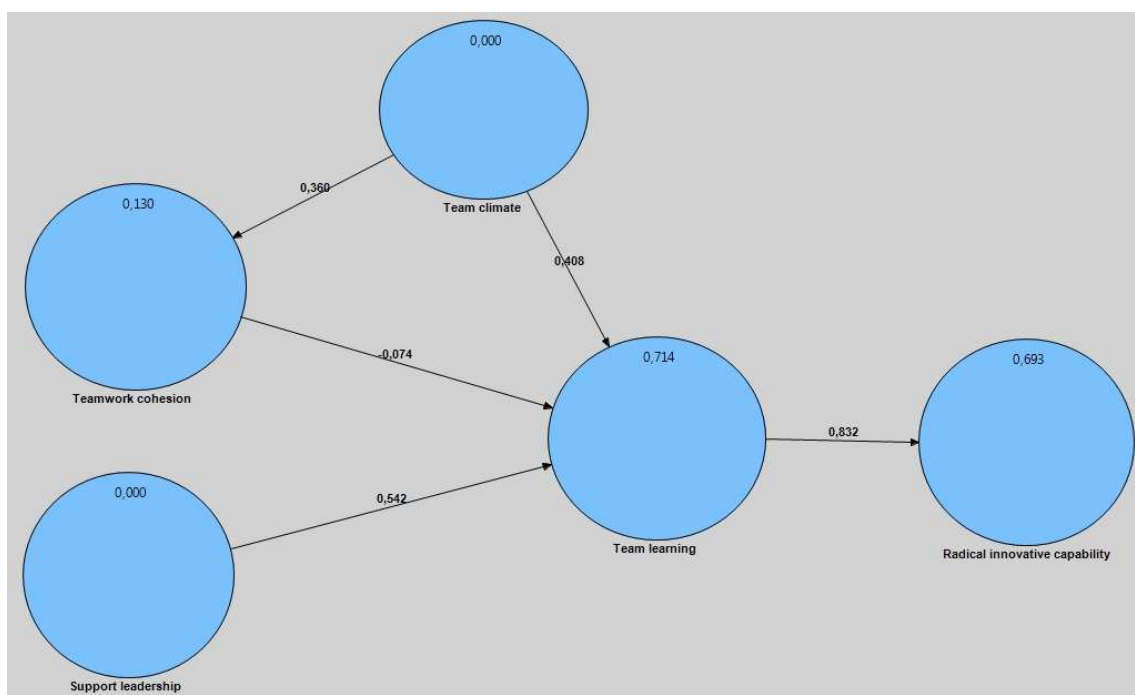 0,000
Team climate
0,360
0,130
Teamwork cohesion
0,408
-0,074
0,714
Team learning
0,832
0,693
Radical innovative capability
0,000
0,542
Support leadership